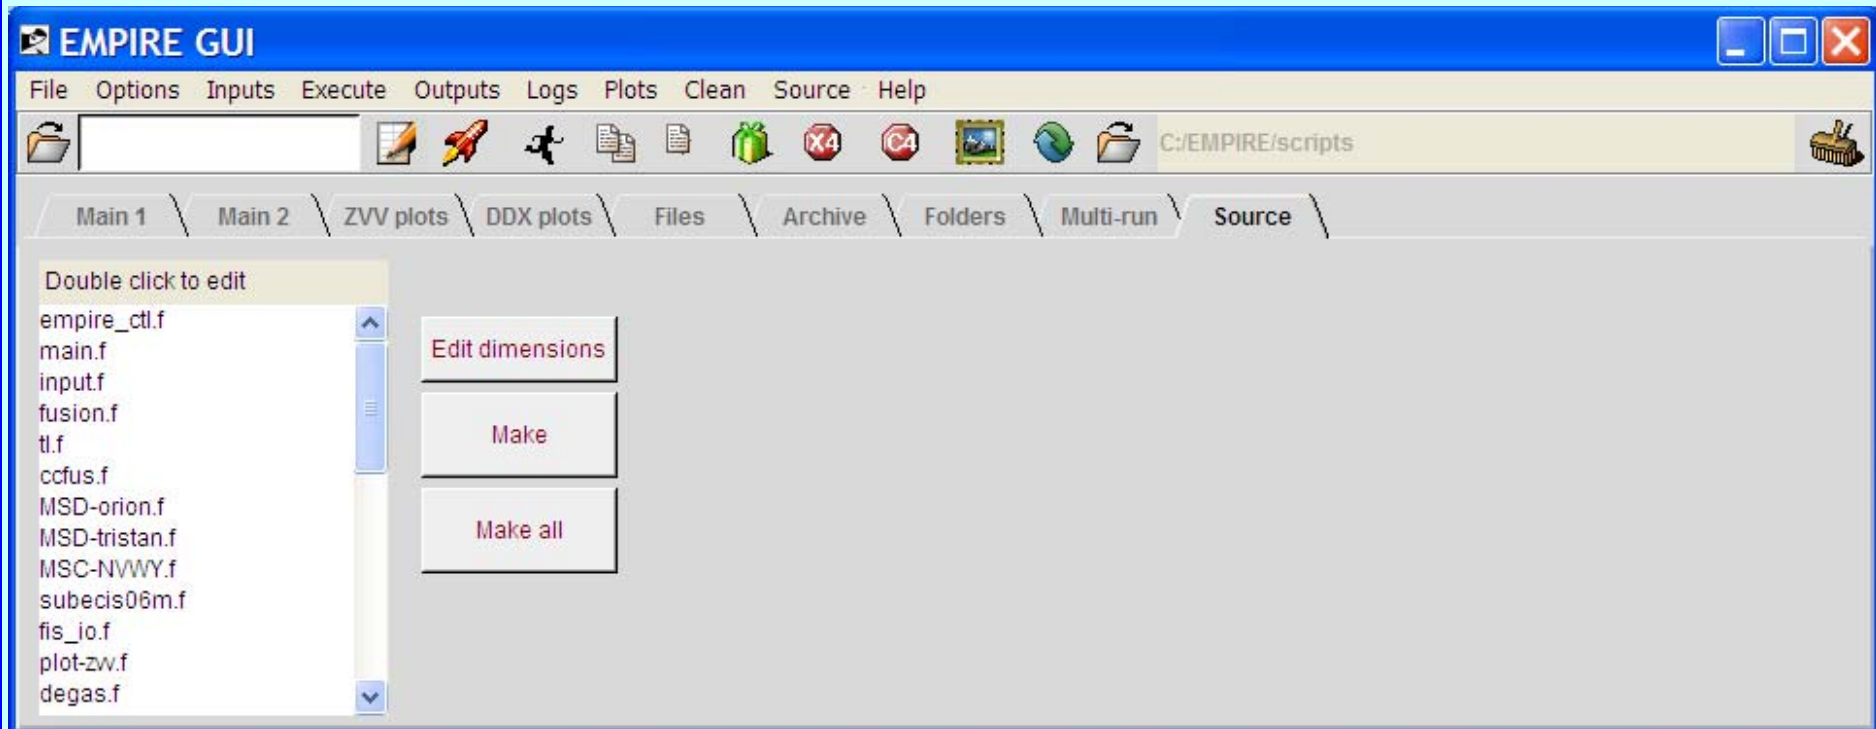 EMPIRE GUI
File Options Inputs Execute Outputs Logs Plots Clean Source Help
X4 C4 C:/EMPIRE/scripts
Main 1 Main 2 ZVV plots DDX plots Files Archive Folders Multi-run Source
Double click to edit
empire_ctl.f
main.f
input.f
fusion.f
tl.f
ccfus.f
MSD-orion.f
MSD-tristan.f
MSC-NVWY.f
subecis06m.f
fis_io.f
plot-zvv.f
degas.f
Edit dimensions
Make
Make all